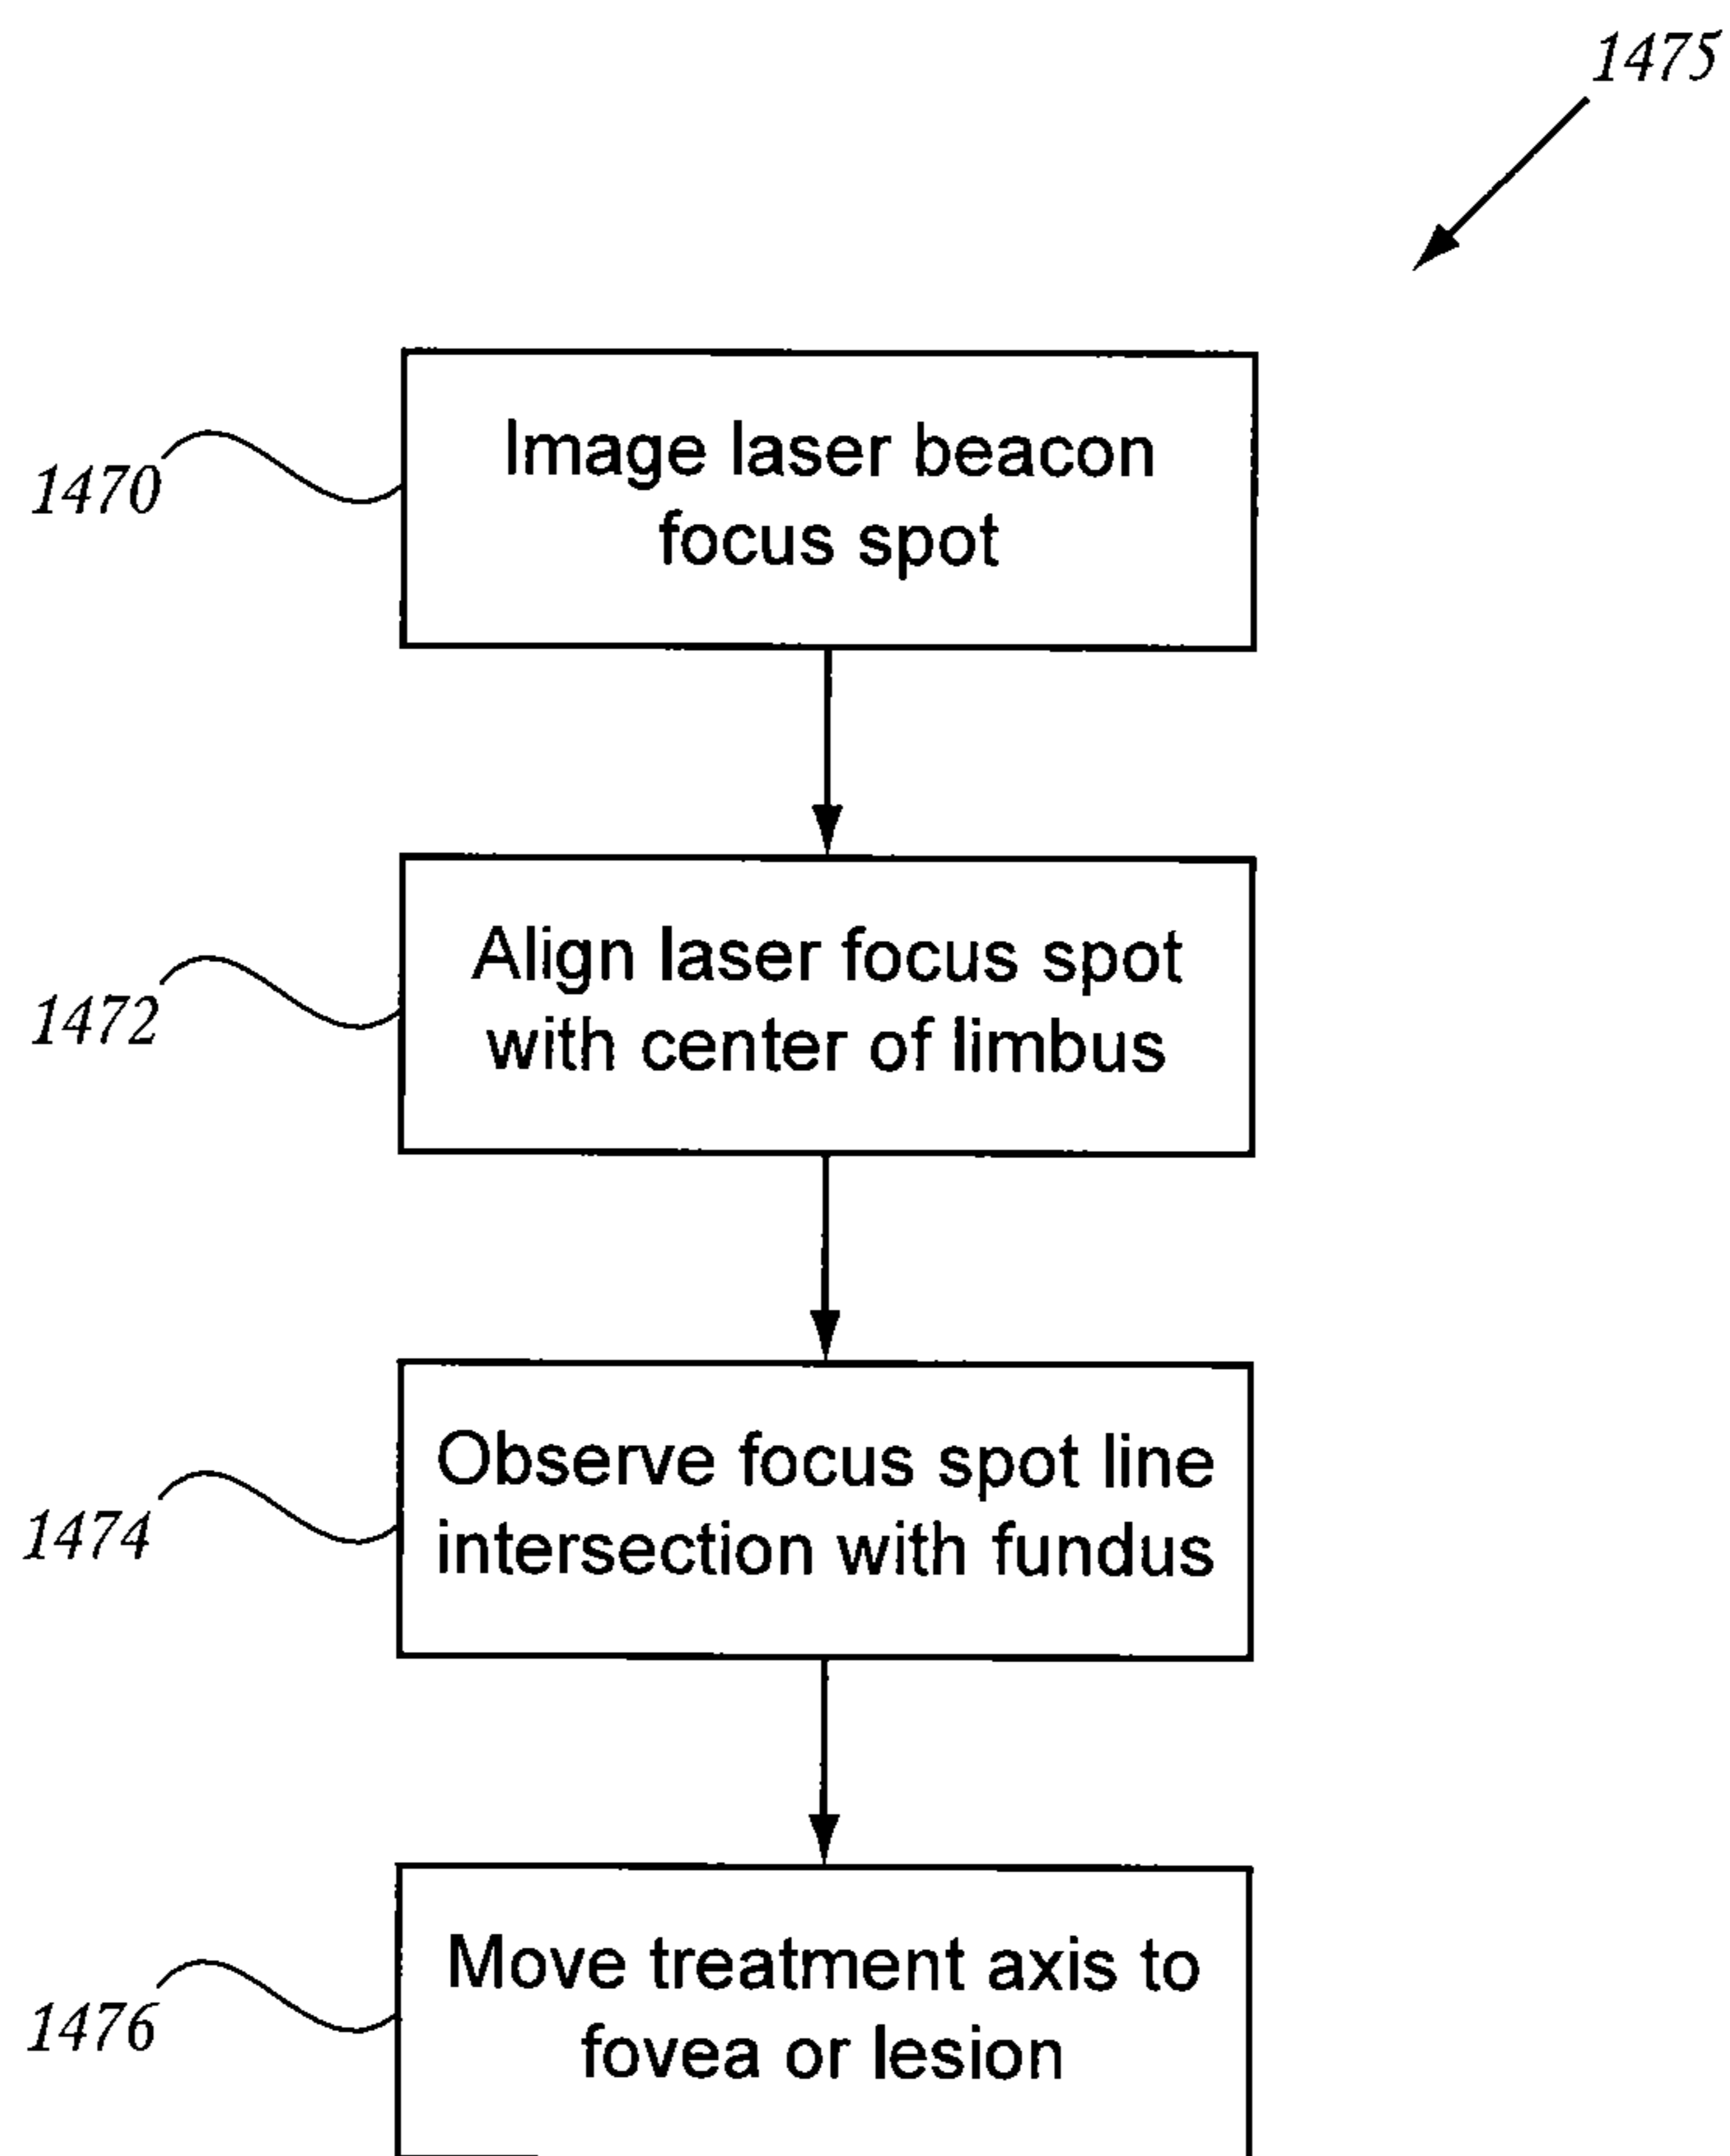 1475
Image laser beacon
focus spot
1470
Align laser focus spot
with center of limbus
1472
Observe focus spot line
intersection with fundus
1474
Move treatment axis to
fovea or lesion
1476